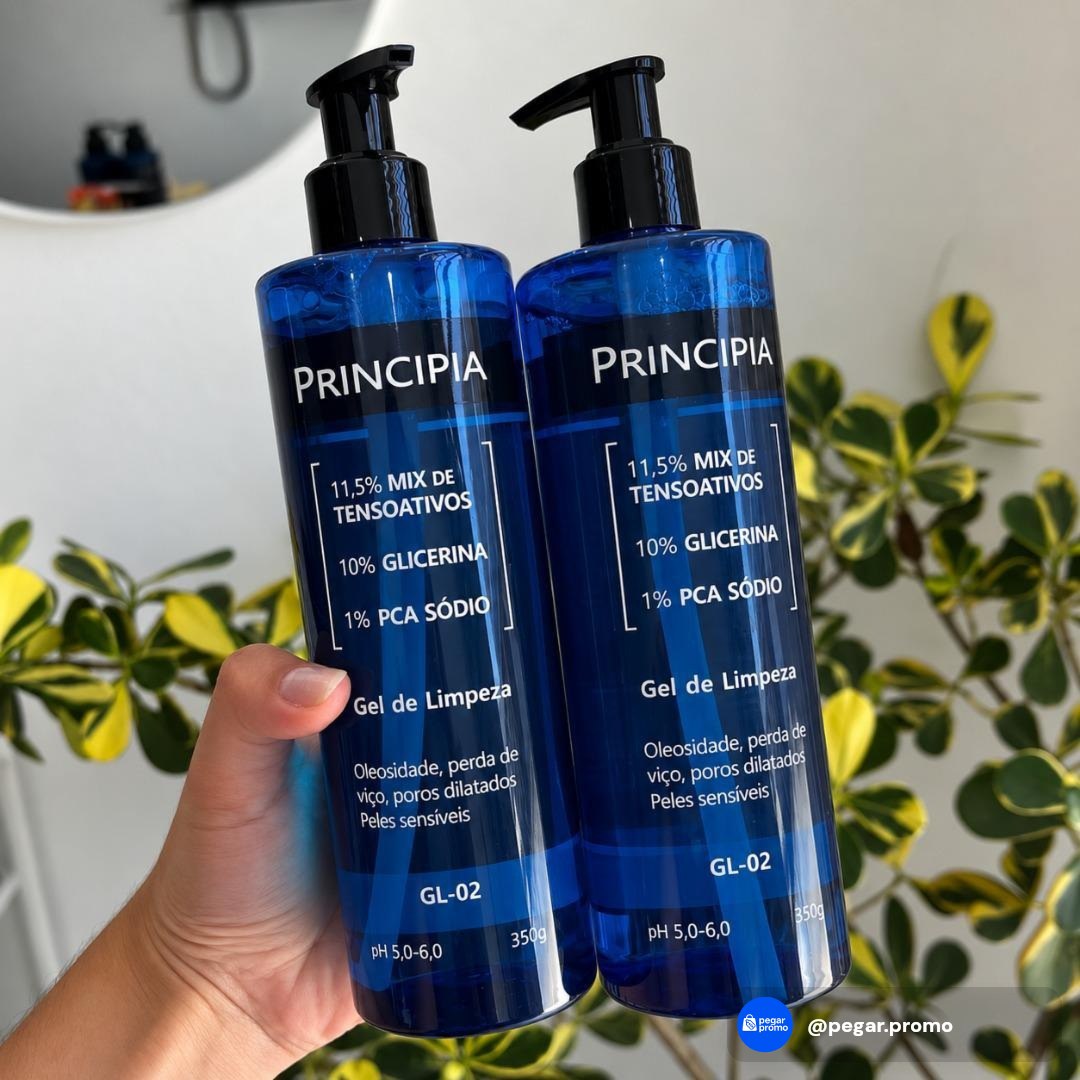 PRINCIPIA
11,5% MIX DE
TENSOATIVOS
10% GLICERINA
1% PCA SÓDIO
Gel de Limpeza
Oleosidade, perda de
viço, poros dilatados
Peles sensíveis
GL-02
pH 5,0-6,0 350g
PRINCIPIA
11,5% MIX DE
TENSOATIVOS
10% GLICERINA
1% PCA SÓDIO
Gel de Limpeza
Oleosidade, perda de
viço, poros dilatados
Peles sensíveis
GL-02
pH 5,0-6,0 350g
pegar
promo
@pegar.promo